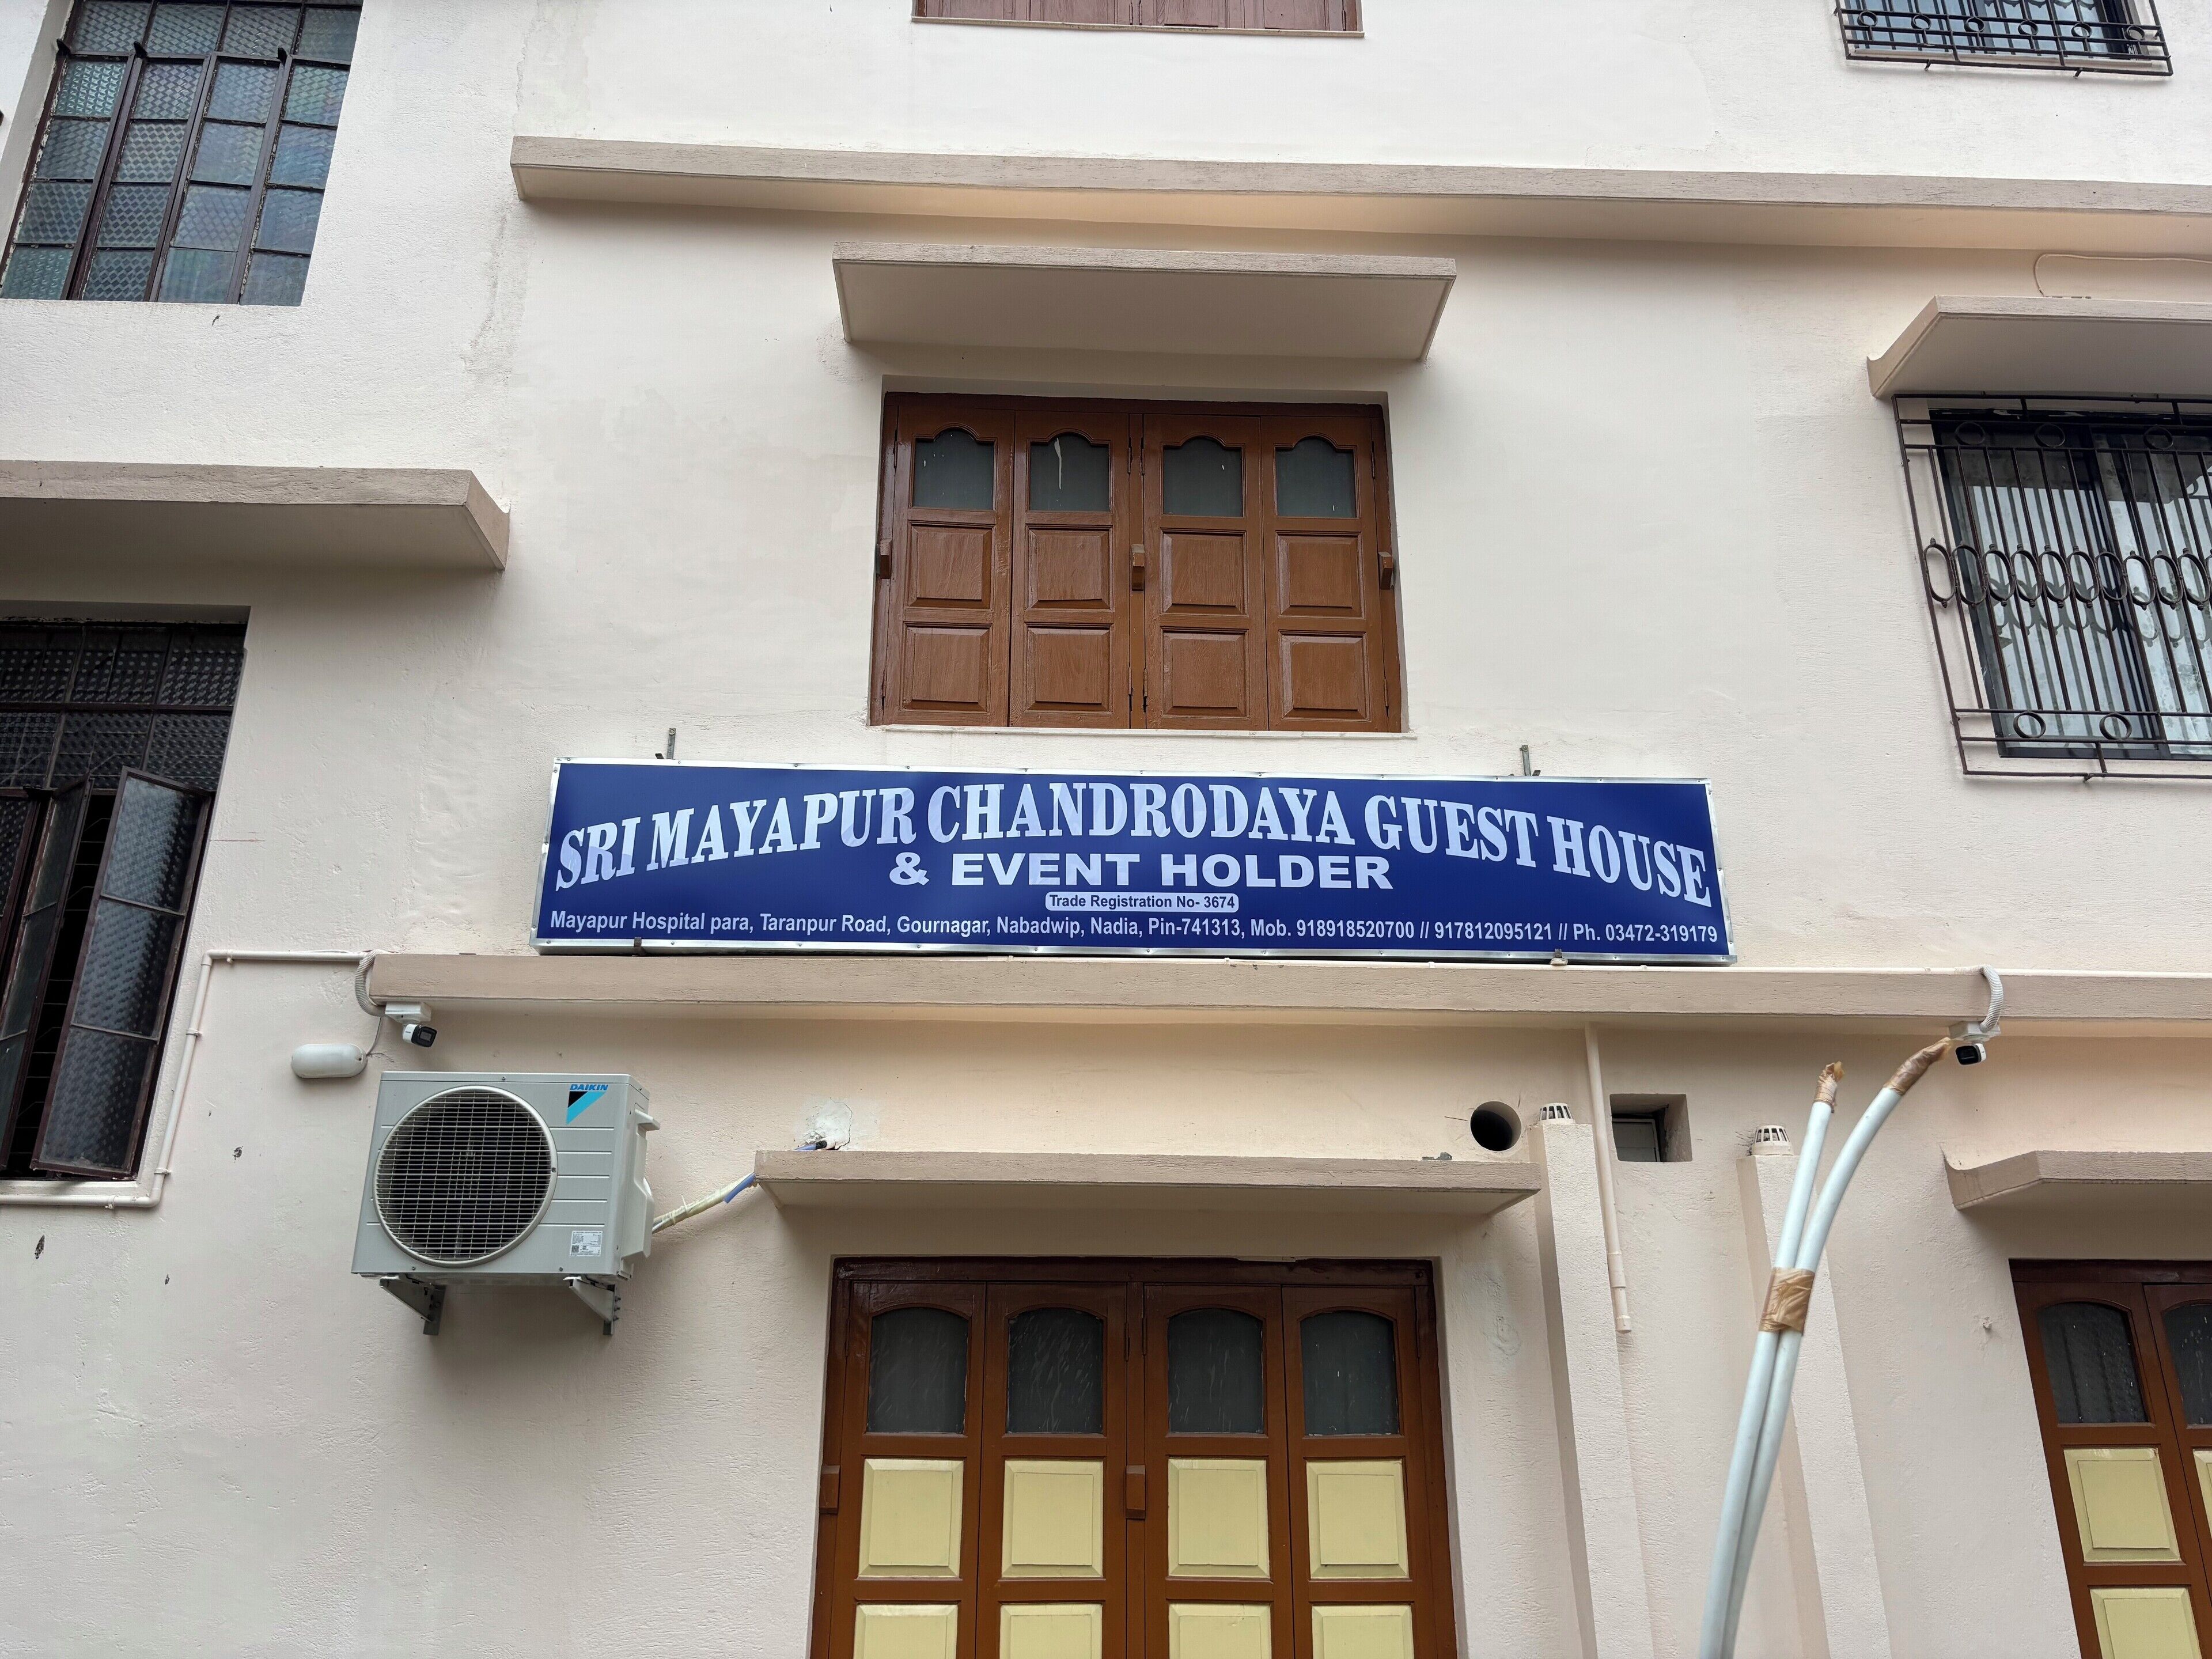 SRI MAYAPUR CHANDRODAYA GUEST HOUSE
& EVENT HOLDER
Trade Registration No- 3674
Mayapur Hospital para, Taranpur Road, Gournagar, Nabadwip, Nadia, Pin-741313, Mob. 918918520700 // 917812095121 // Ph. 03472-319179
DAIKIN